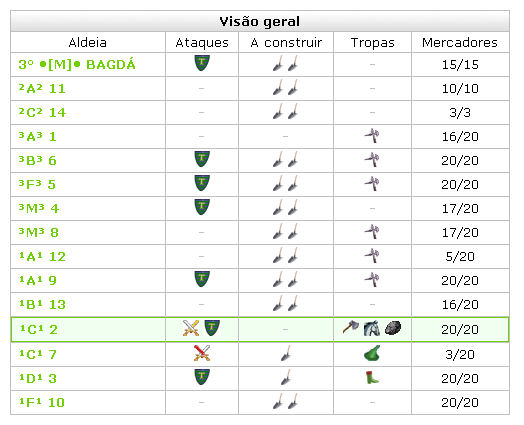 Visão geral
Aldeia Ataques A construir Tropas Mercadores
3º •[M]• BAGDÁ - 15/15
²A² 11 - - 10/10
²C² 14 - - 3/3
³A³ 1 - - 16/20
³B³ 6 20/20
³F³ 5 20/20
³M³ 4 - 17/20
³M³ 8 - 17/20
¹A¹ 12 - 5/20
¹A¹ 9 20/20
¹B¹ 13 - - 16/20
¹C¹ 2 - 20/20
¹C¹ 7 3/20
¹D¹ 3 20/20
¹F¹ 10 - - 20/20